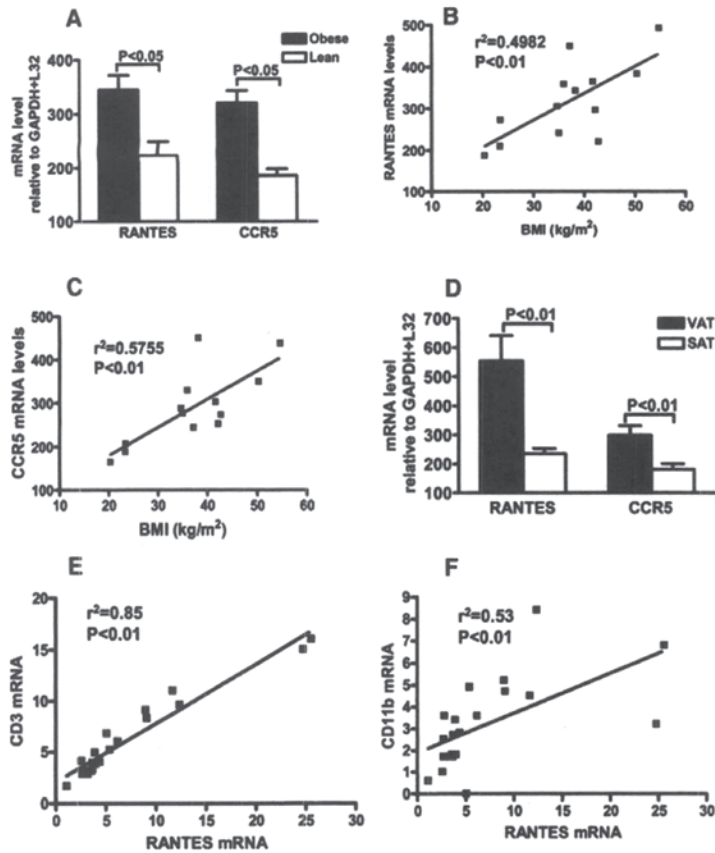 A
Obese
Lean
P<0.05
P<0.05
mRNA level
relative to GAPDH+L32
400
300
200
100
RANTES
CCR5
B
r²=0.4982
P<0.01
RANTES mRNA levels
500
400
300
200
100
10
20
30
40
50
60
BMI (kg/m²)
C
r²=0.5755
P<0.01
CCR5 mRNA levels
500
400
300
200
100
10
20
30
40
50
60
BMI (kg/m²)
D
VAT
SAT
P<0.01
P<0.01
mRNA level
relative to GAPDH+L32
700
600
500
400
300
200
100
RANTES
CCR5
E
r²=0.85
P<0.01
CD3 mRNA
20
15
10
5
0
0
5
10
15
20
25
30
RANTES mRNA
F
r²=0.53
P<0.01
CD11b mRNA
9
8
7
6
5
4
3
2
1
0
0
5
10
15
20
25
30
RANTES mRNA